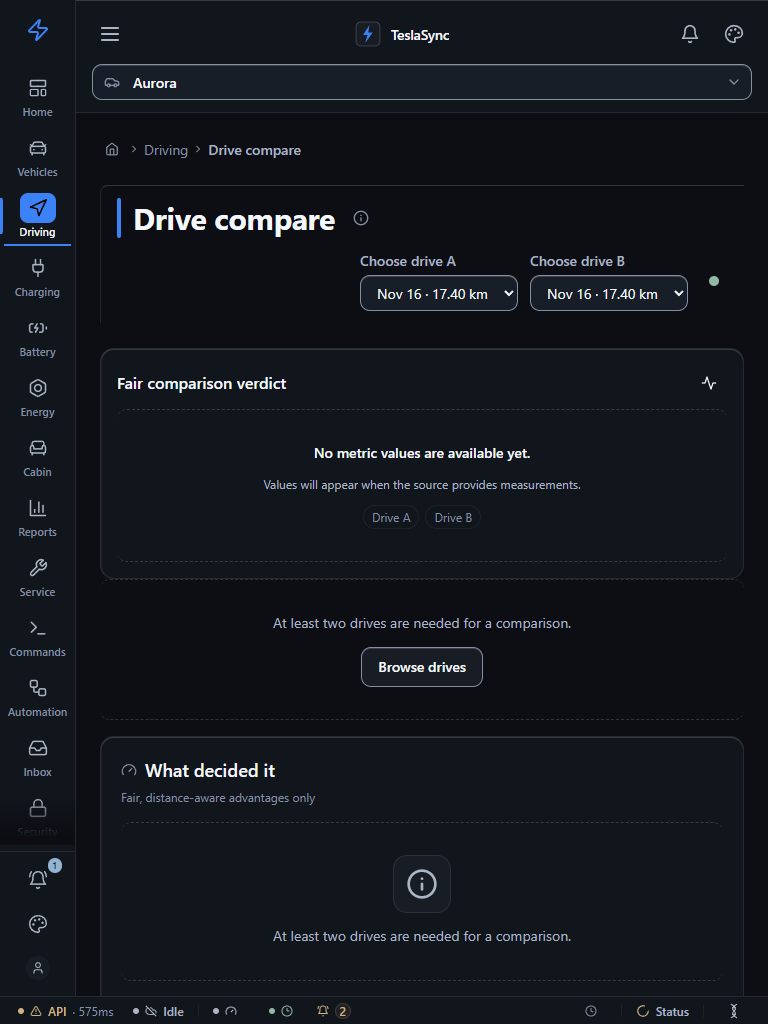 TeslaSync
Aurora
Home
Vehicles
Driving
Charging
Battery
Energy
Cabin
Reports
Service
Commands
Automation
Inbox
Security
1
Driving
Drive compare
Drive compare
Choose drive A
Choose drive B
Nov 16 · 17.40 km
Nov 16 · 17.40 km
Fair comparison verdict
No metric values are available yet.
Values will appear when the source provides measurements.
Drive A
Drive B
At least two drives are needed for a comparison.
Browse drives
What decided it
Fair, distance-aware advantages only
At least two drives are needed for a comparison.
API · 575ms
Idle
2
Status